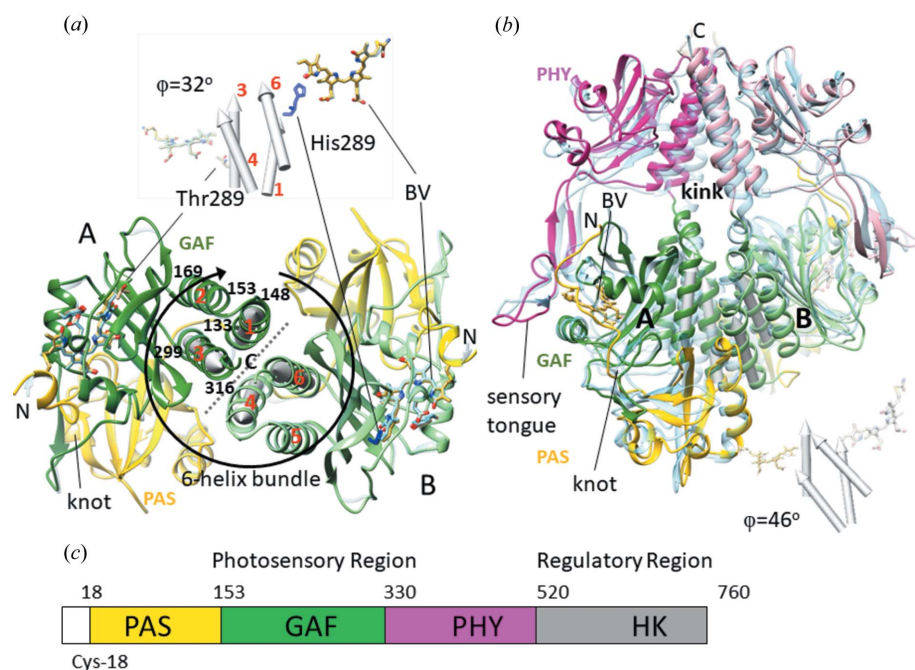 (a)
φ=32°
3
6
4
1
His289
Thr289
BV
A
GAF
169
2
153
148
133
1
299
3
C
316
6
4
5
N
N
6-helix bundle
B
knot
PAS
(b)
C
PHY
kink
BV
N
A
B
GAF
sensory
tongue
PAS
knot
φ=46°
(c)
Photosensory Region
Regulatory Region
18
153
330
520
760
PAS
GAF
PHY
HK
Cys-18